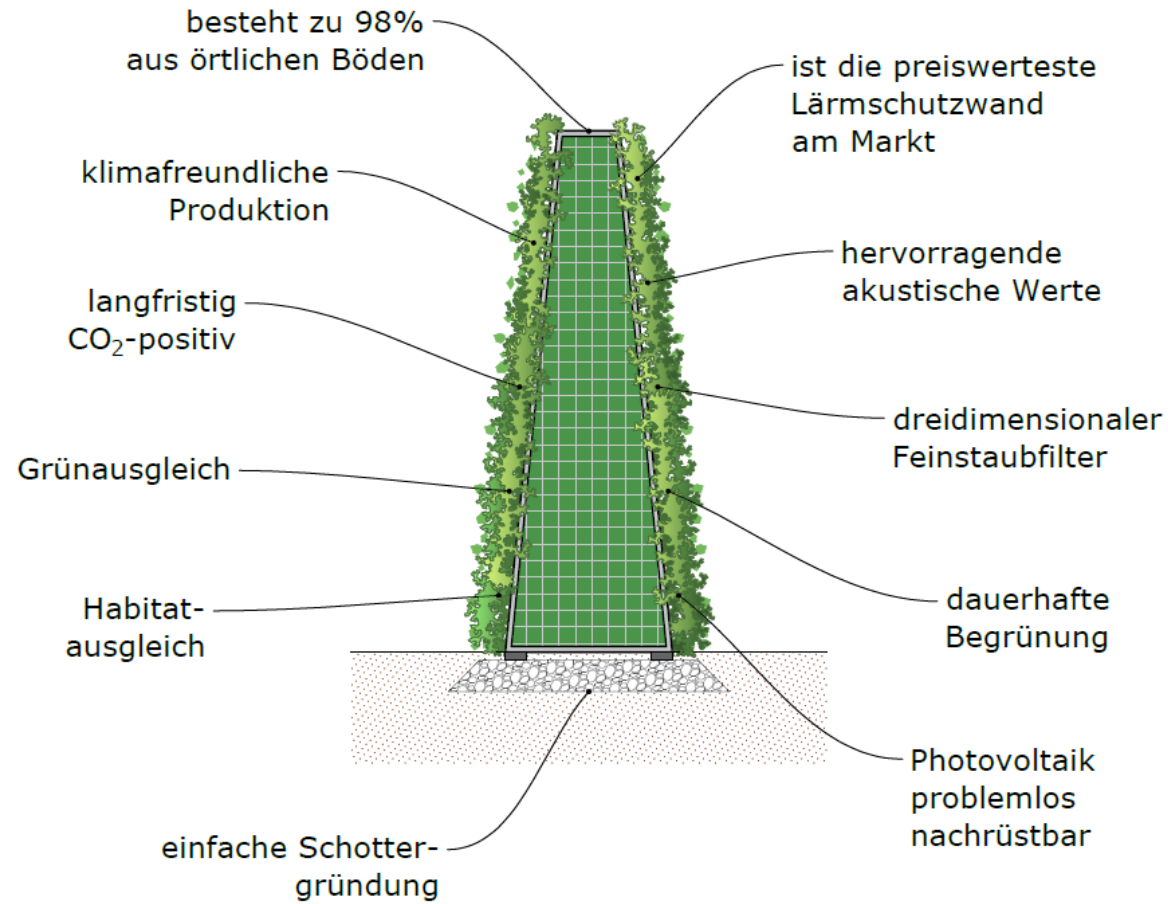 besteht zu 98%
aus örtlichen Böden
klimafreundliche
Produktion
langfristig
CO₂-positiv
Grünausgleich
Habitat-
ausgleich
einfache Schotter-
gründung
ist die preiswerteste
Lärmschutzwand
am Markt
hervorragende
akustische Werte
dreidimensionaler
Feinstaubfilter
dauerhafte
Begrünung
Photovoltaik
problemlos
nachrüstbar